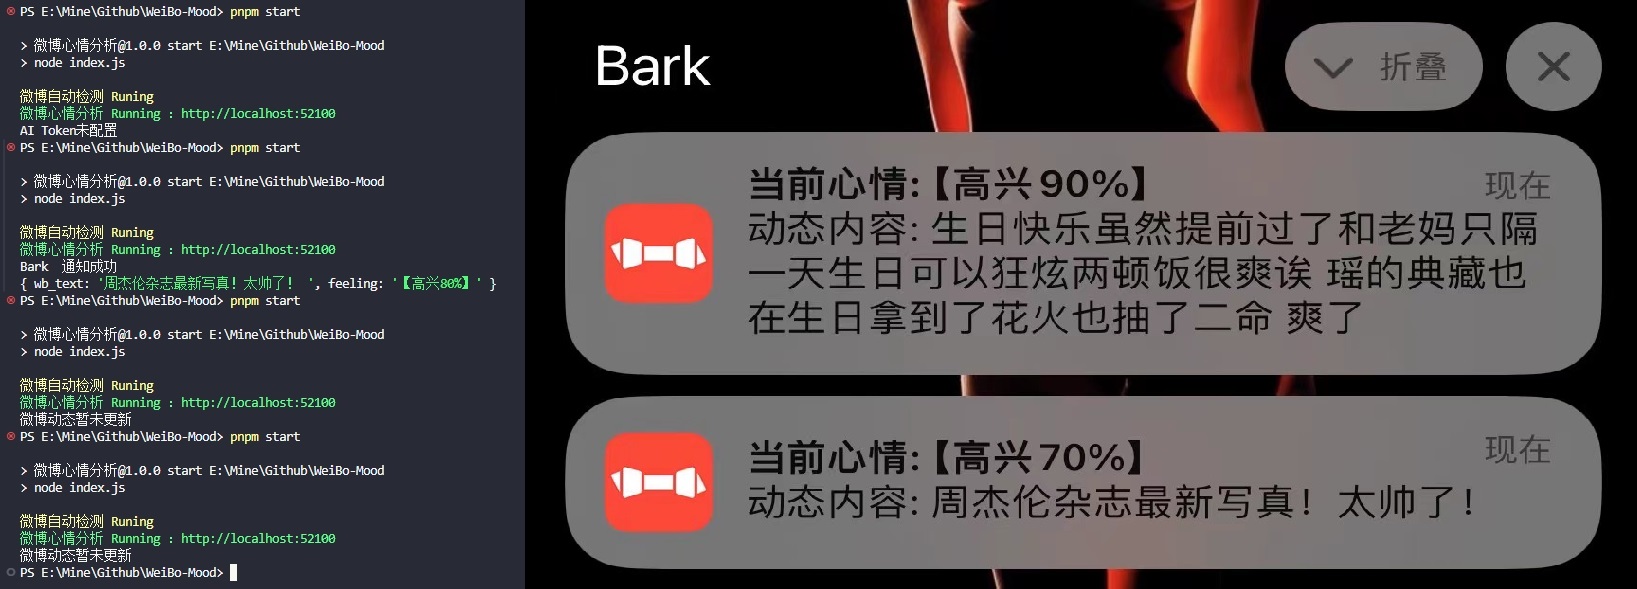 PS E:\Mine\Github\WeiBo-Mood> pnpm start
> 微博心情分析@1.0.0 start E:\Mine\Github\WeiBo-Mood
> node index.js
微博自动检测 Runing
微博心情分析 Running : http://localhost:52100
AI Token未配置
PS E:\Mine\Github\WeiBo-Mood> pnpm start
> 微博心情分析@1.0.0 start E:\Mine\Github\WeiBo-Mood
> node index.js
微博自动检测 Runing
微博心情分析 Running : http://localhost:52100
Bark 通知成功
{ wb_text: '周杰伦杂志最新写真！太帅了！ ', feeling: '【高兴80%】' }
PS E:\Mine\Github\WeiBo-Mood> pnpm start
> 微博心情分析@1.0.0 start E:\Mine\Github\WeiBo-Mood
> node index.js
微博自动检测 Runing
微博心情分析 Running : http://localhost:52100
微博动态暂未更新
PS E:\Mine\Github\WeiBo-Mood> pnpm start
> 微博心情分析@1.0.0 start E:\Mine\Github\WeiBo-Mood
> node index.js
微博自动检测 Runing
微博心情分析 Running : http://localhost:52100
微博动态暂未更新
PS E:\Mine\Github\WeiBo-Mood>
Bark
折叠
当前心情:【高兴90%】
现在
动态内容: 生日快乐虽然提前过了和老妈只隔
一天生日可以狂炫两顿饭很爽诶 瑶的典藏也
在生日拿到了花火也抽了二命 爽了
当前心情:【高兴70%】
现在
动态内容: 周杰伦杂志最新写真！太帅了！